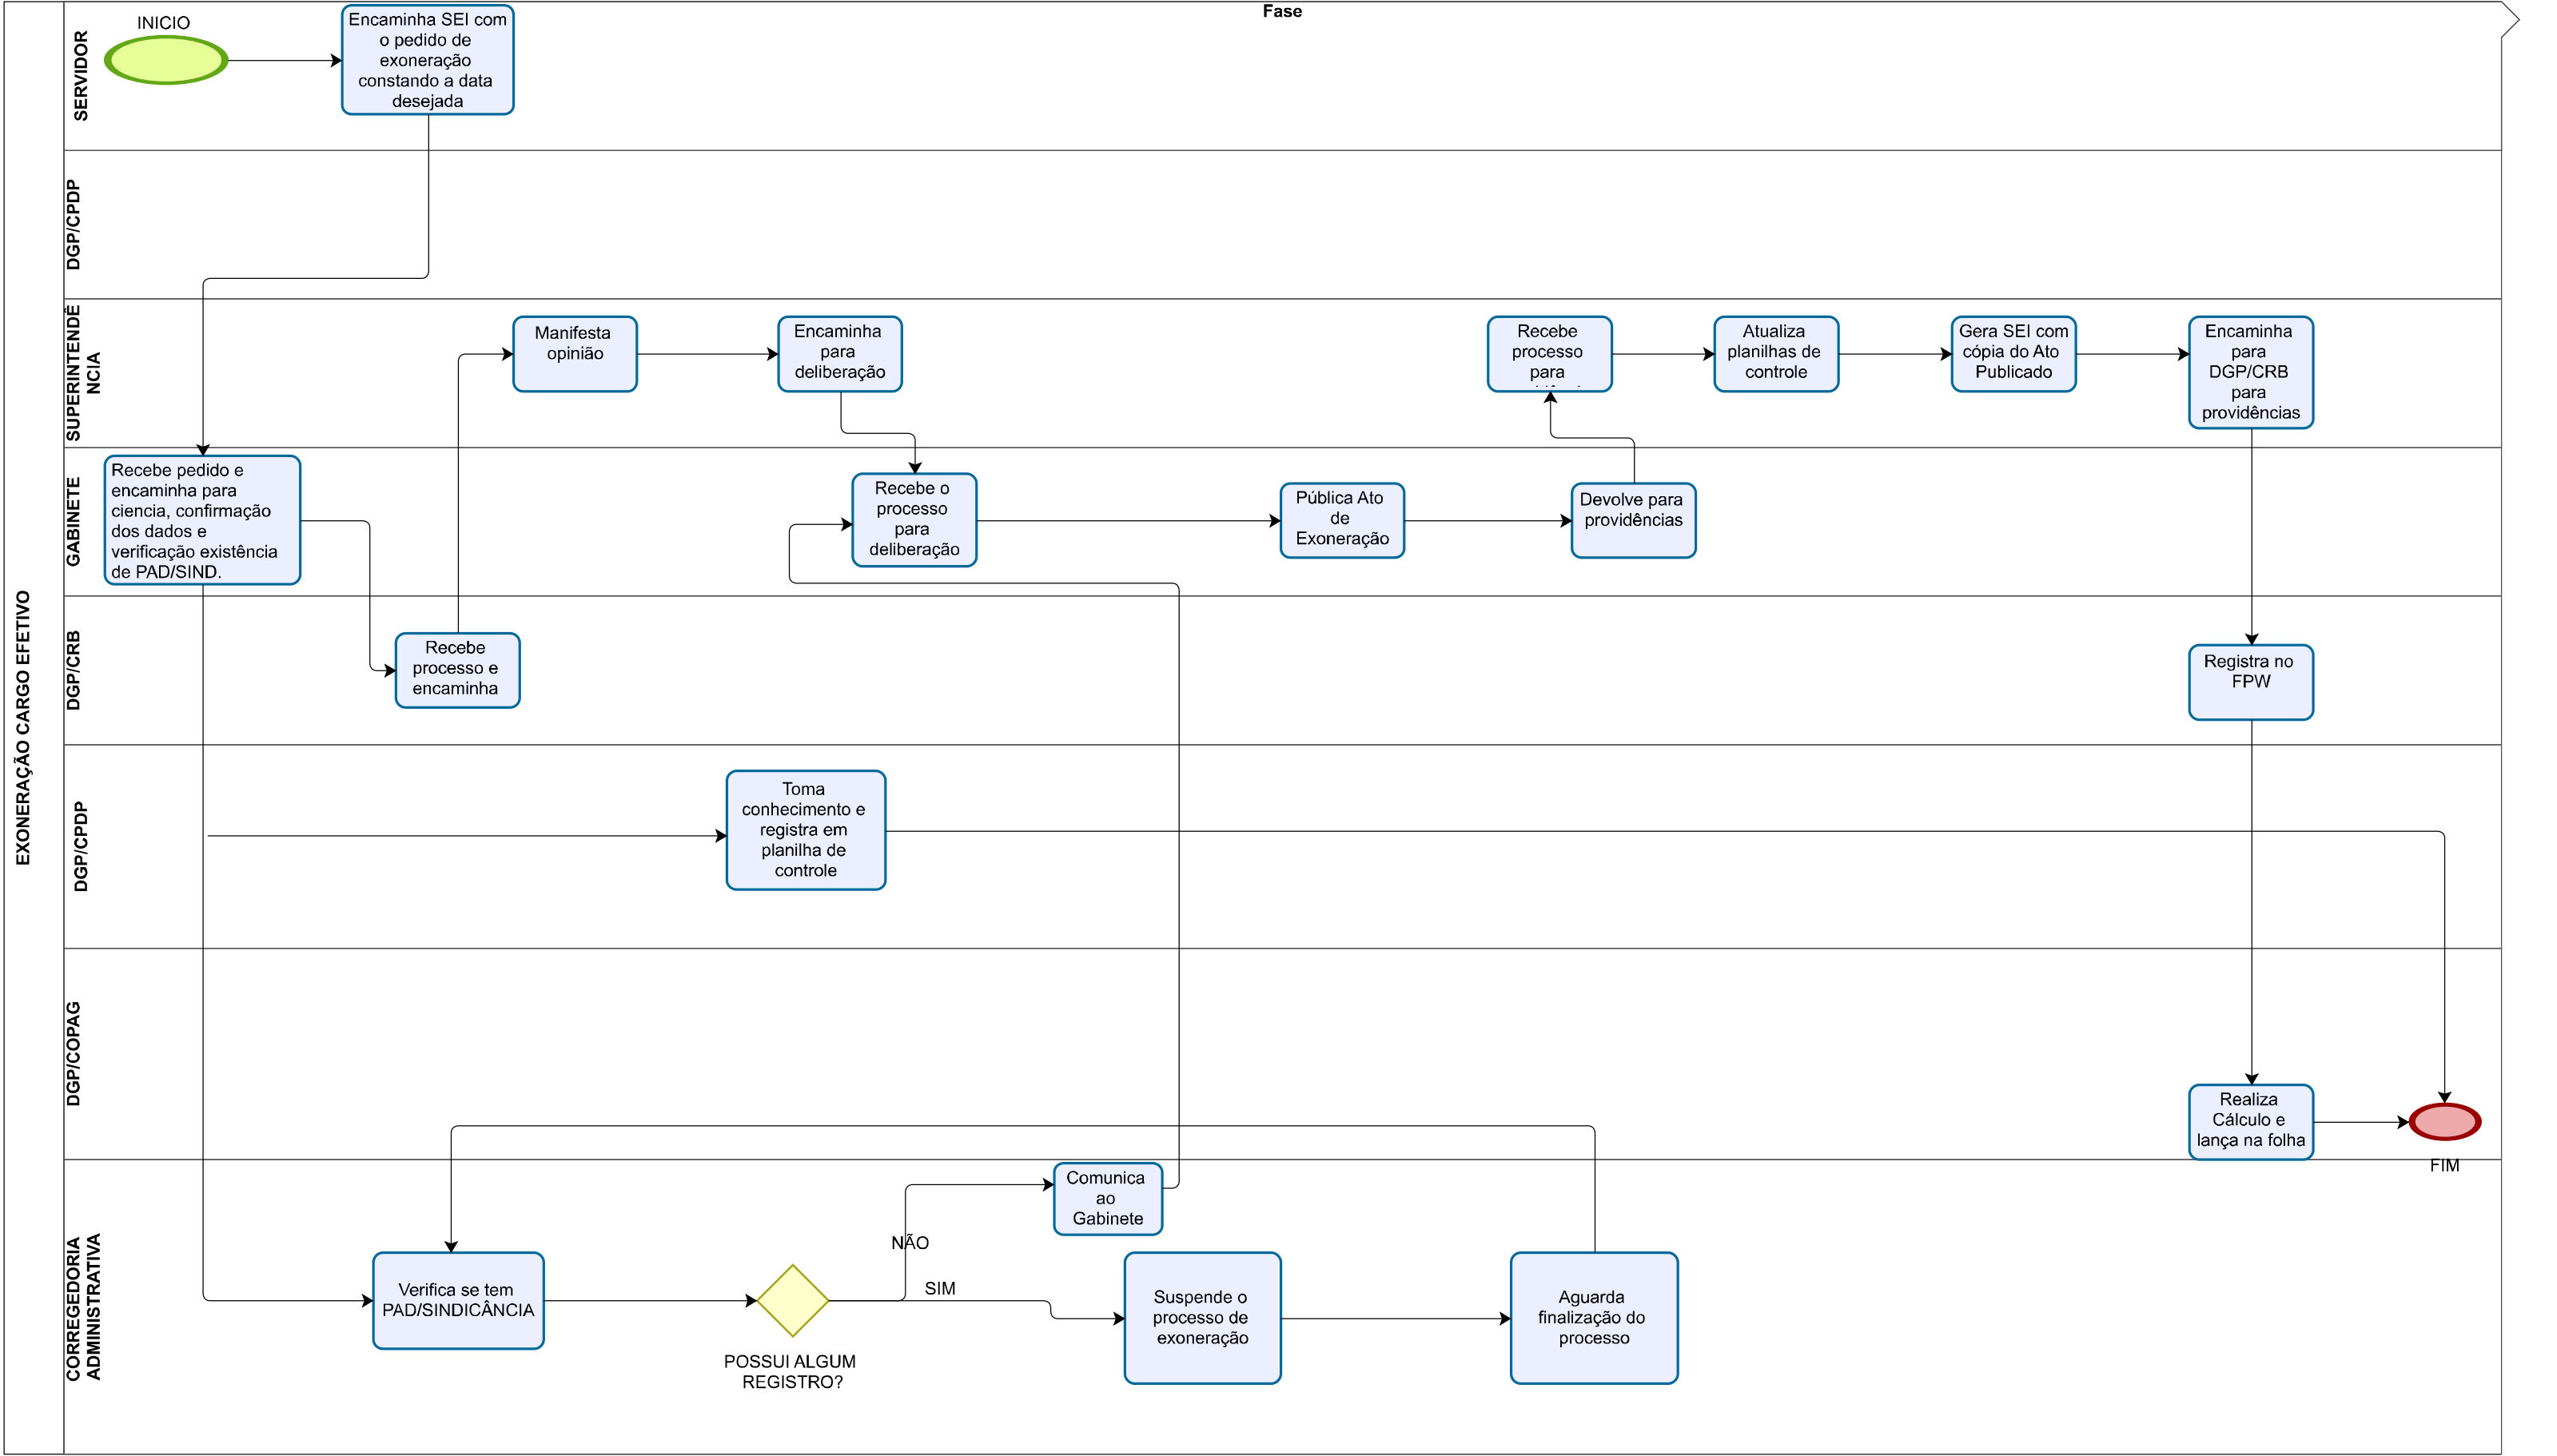 Fase
EXONERAÇÃO CARGO EFETIVO
SERVIDOR
INICIO
Encaminha SEI com
o pedido de
exoneração
constando a data
desejada
DGP/CPDP
SUPERINTENDÊ
NCIA
Manifesta
opinião
Encaminha
para
deliberação
Recebe
processo
para
Atualiza
planilhas de
controle
Gera SEI com
cópia do Ato
Publicado
Encaminha
para
DGP/CRB
para
providências
GABINETE
Recebe pedido e
encaminha para
ciencia, confirmação
dos dados e
verificação existência
de PAD/SIND.
Recebe o
processo
para
deliberação
Pública Ato
de
Exoneração
Devolve para
providências
DGP/CRB
Recebe
processo e
encaminha
Registra no
FPW
DGP/CPDP
Toma
conhecimento e
registra em
planilha de
controle
DGP/COPAG
Realiza
Cálculo e
lança na folha
FIM
CORREGEDORIA
ADMINISTRATIVA
Verifica se tem
PAD/SINDICÂNCIA
POSSUI ALGUM
REGISTRO?
NÃO
SIM
Comunica
ao
Gabinete
Suspende o
processo de
exoneração
Aguarda
finalização do
processo